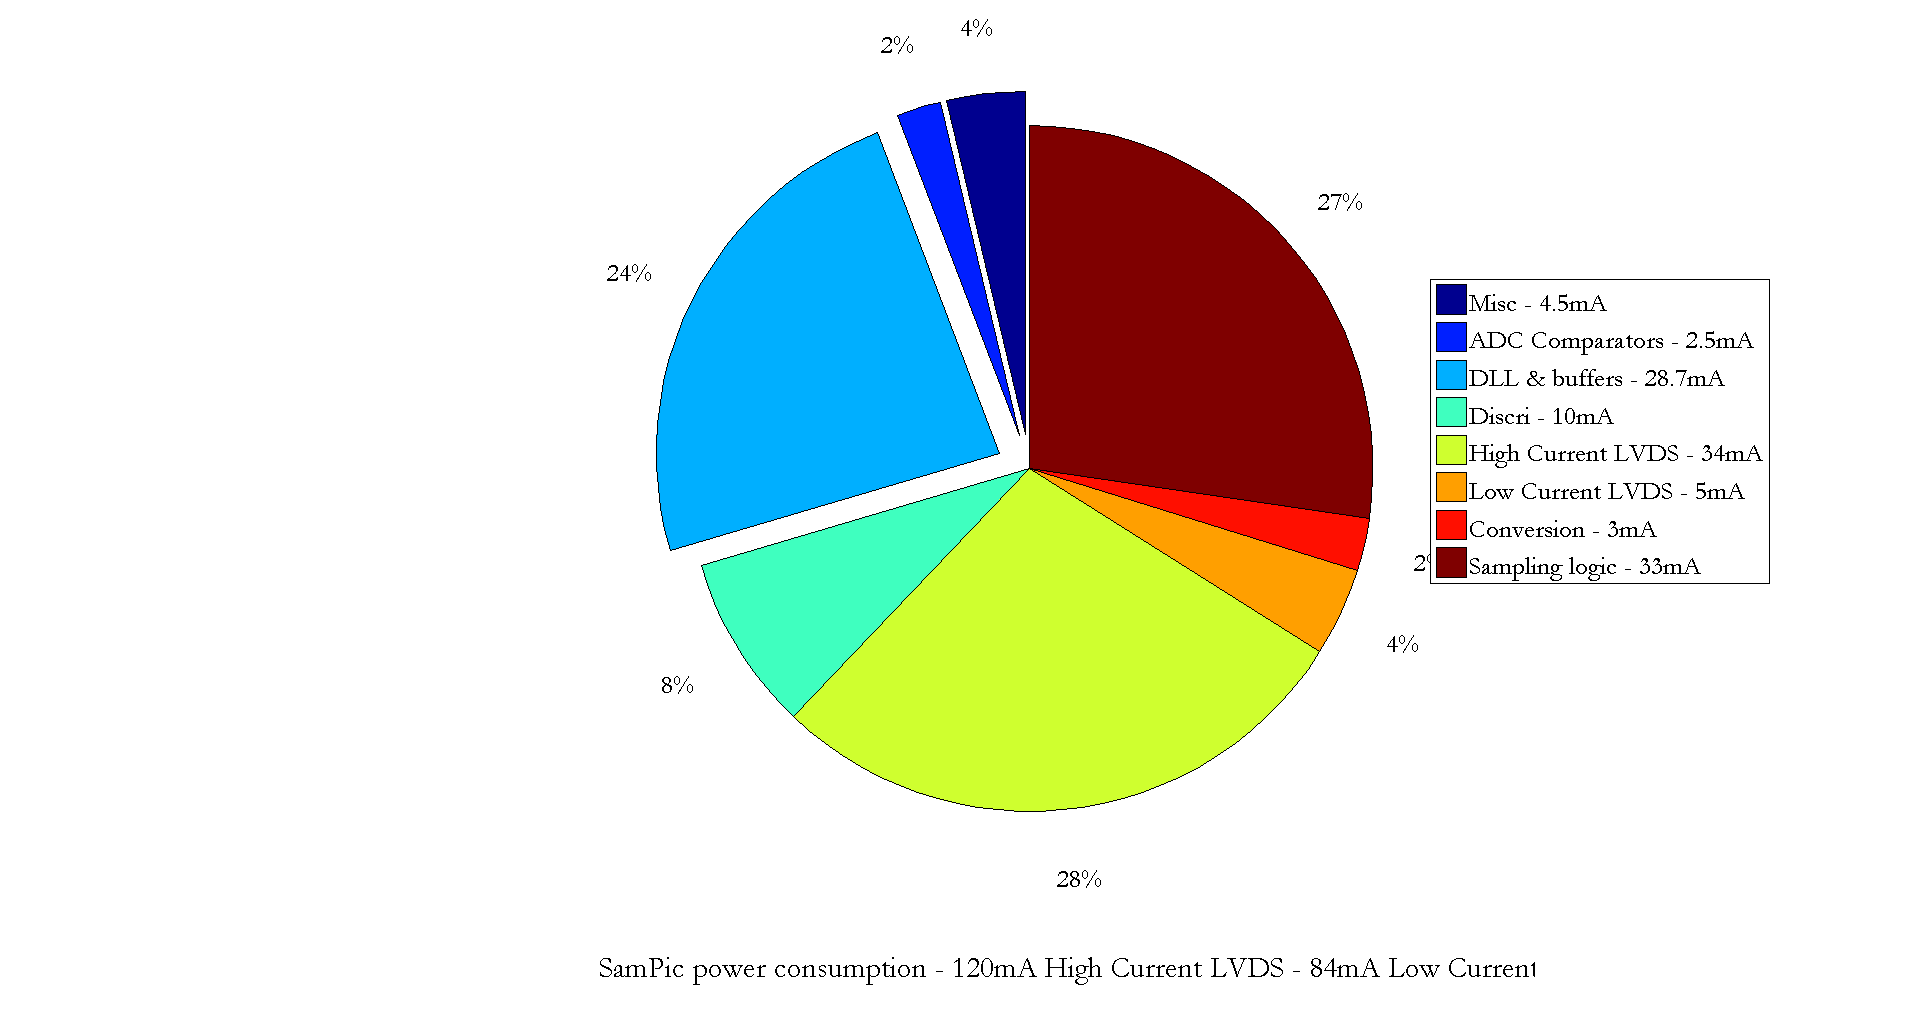 4%
2%
27%
24%
Misc - 4.5mA
ADC Comparators - 2.5mA
DLL & buffers - 28.7mA
Discri - 10mA
High Current LVDS - 34mA
Low Current LVDS - 5mA
Conversion - 3mA
Sampling logic - 33mA
2%
4%
8%
28%
SamPic power consumption - 120mA High Current LVDS - 84mA Low Current